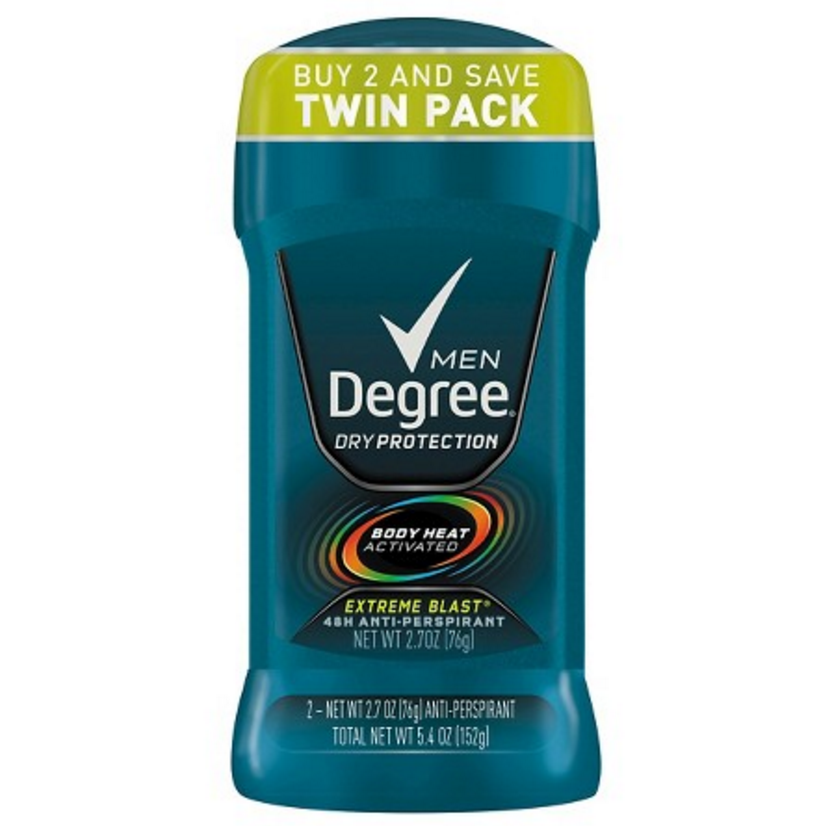 BUY 2 AND SAVE
TWIN PACK
MEN
Degree®
DRY PROTECTION
BODY HEAT
ACTIVATED
EXTREME BLAST®
48H ANTI-PERSPIRANT
NET WT 2.7OZ (76g)
2 – NET WT 2.7 OZ (76g) ANTI-PERSPIRANT
TOTAL NET WT 5.4 OZ (152g)